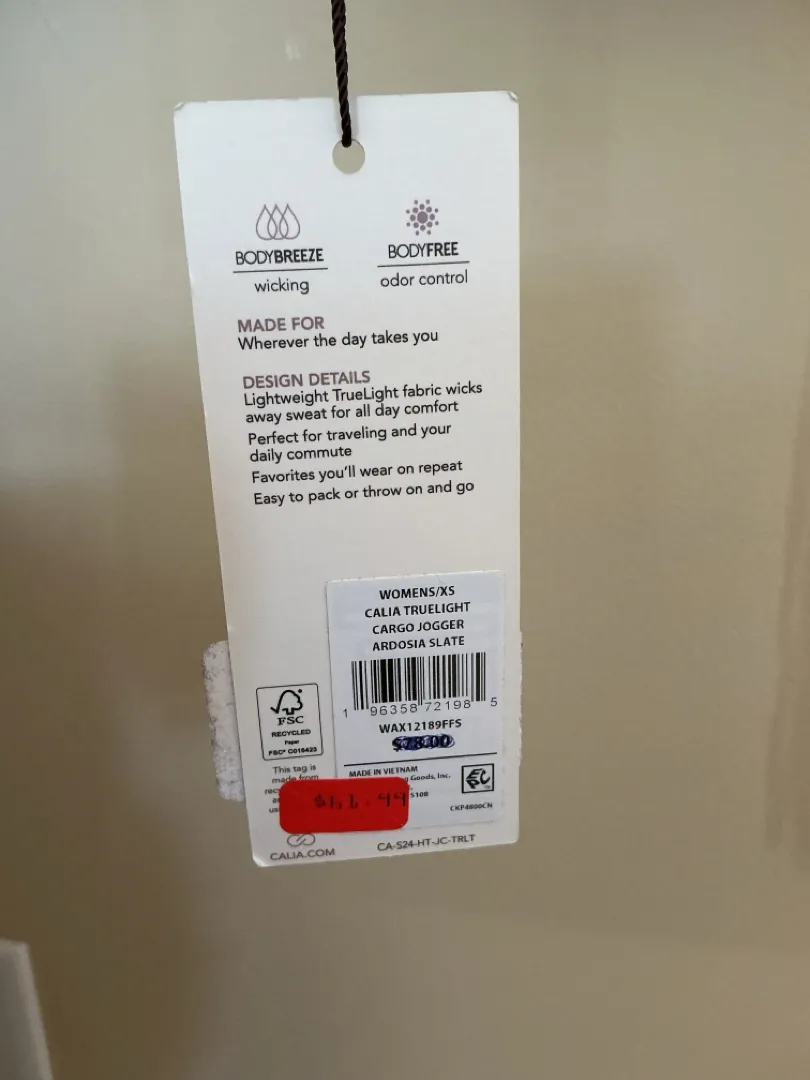 BODYBREEZE
wicking
BODYFREE
odor control
MADE FOR
Wherever the day takes you
DESIGN DETAILS
Lightweight TrueLight fabric wicks
away sweat for all day comfort
Perfect for traveling and your
daily commute
Favorites you'll wear on repeat
Easy to pack or throw on and go
WOMENS/XS
CALIA TRUELIGHT
CARGO JOGGER
ARDOSIA SLATE
1 96358 72198 5
WAX12189FFS
$78.00
FSC
RECYCLED
Paper
FSC® C016423
This tag is
made from
MADE IN VIETNAM
Goods, Inc.
CKP4800CN
CALIA.COM
CA-S24-HT-JC-TRLT